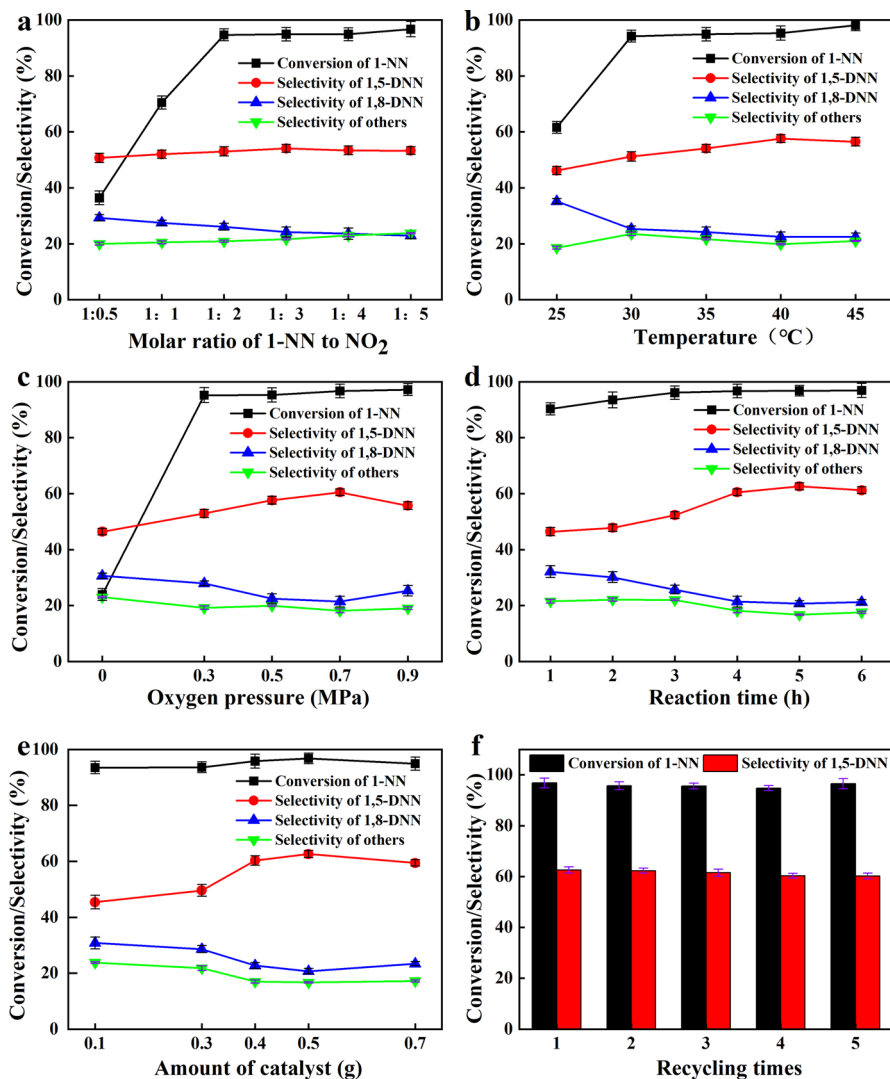 a
Conversion/Selectivity (%)
100
80
60
40
20
0
Conversion of 1-NN
Selectivity of 1,5-DNN
Selectivity of 1,8-DNN
Selectivity of others
1:0.5 1：1 1：2 1：3 1：4 1：5
Molar ratio of 1-NN to NO₂
b
Conversion/Selectivity (%)
100
80
60
40
20
0
Conversion of 1-NN
Selectivity of 1,5-DNN
Selectivity of 1,8-DNN
Selectivity of others
25 30 35 40 45
Temperature（°C）
c
Conversion/Selectivity (%)
100
80
60
40
20
0
Conversion of 1-NN
Selectivity of 1,5-DNN
Selectivity of 1,8-DNN
Selectivity of others
0 0.3 0.5 0.7 0.9
Oxygen pressure (MPa)
d
Conversion/Selectivity (%)
100
80
60
40
20
0
Conversion of 1-NN
Selectivity of 1,5-DNN
Selectivity of 1,8-DNN
Selectivity of others
1 2 3 4 5 6
Reaction time (h)
e
Conversion/Selectivity (%)
100
80
60
40
20
0
Conversion of 1-NN
Selectivity of 1,5-DNN
Selectivity of 1,8-DNN
Selectivity of others
0.1 0.3 0.4 0.5 0.7
Amount of catalyst (g)
f
Conversion/Selectivity (%)
100
80
60
40
20
0
Conversion of 1-NN Selectivity of 1,5-DNN
1 2 3 4 5
Recycling times